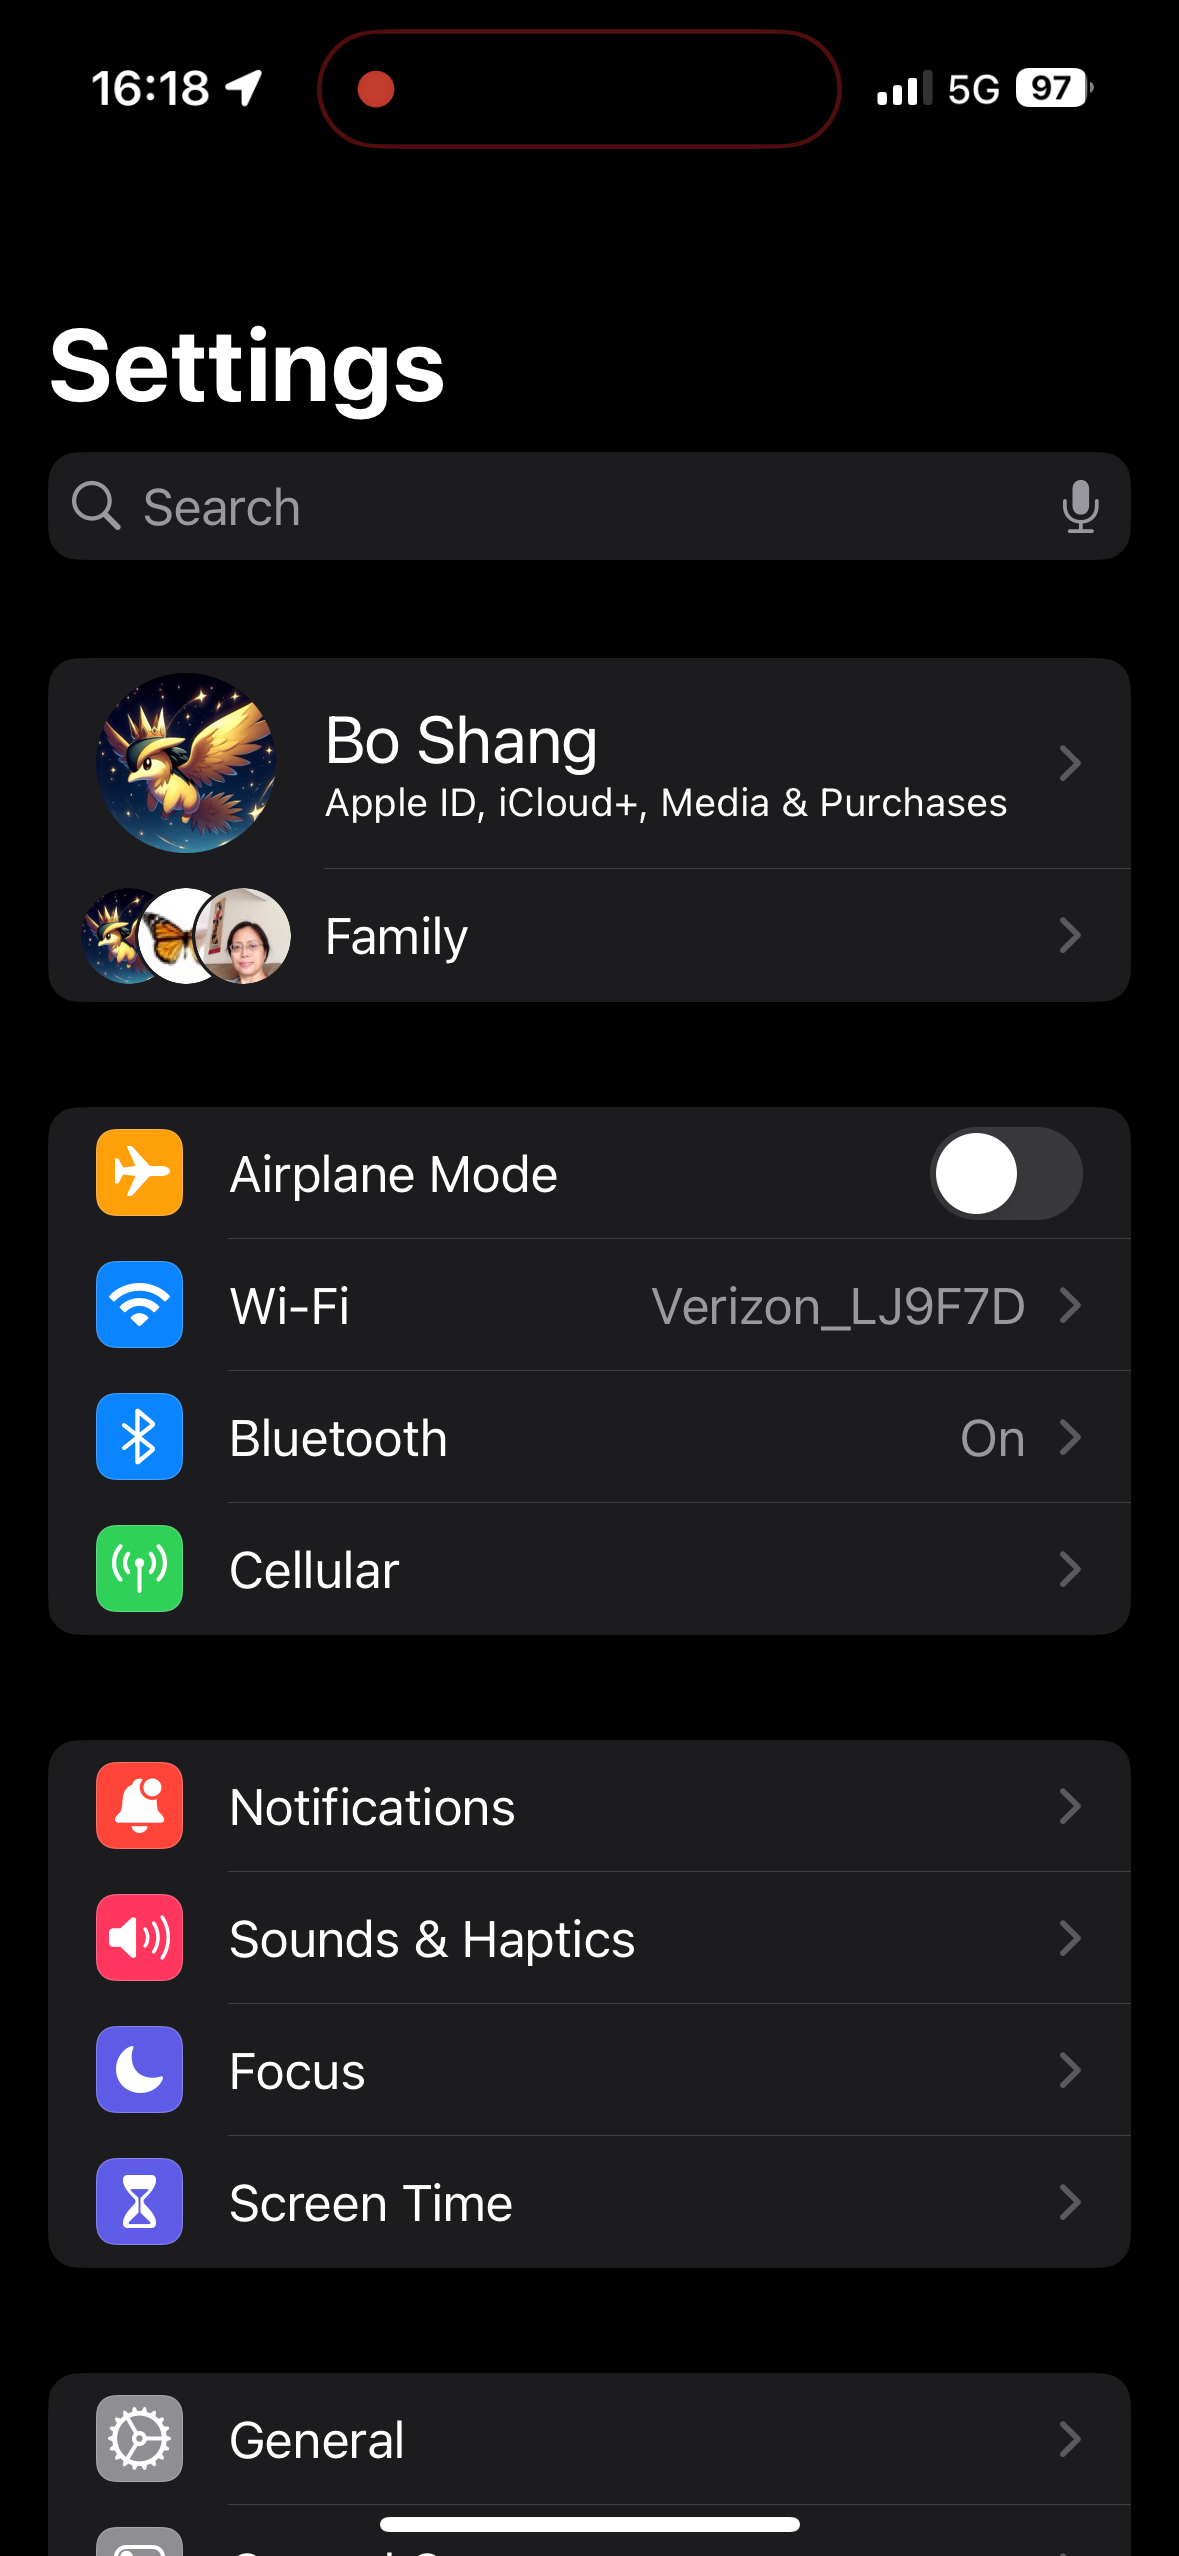 16:18 5G 97
Settings
Search
Bo Shang
Apple ID, iCloud+, Media & Purchases
Family
Airplane Mode
Wi-Fi Verizon_LJ9F7D
Bluetooth On
Cellular
Notifications
Sounds & Haptics
Focus
Screen Time
General